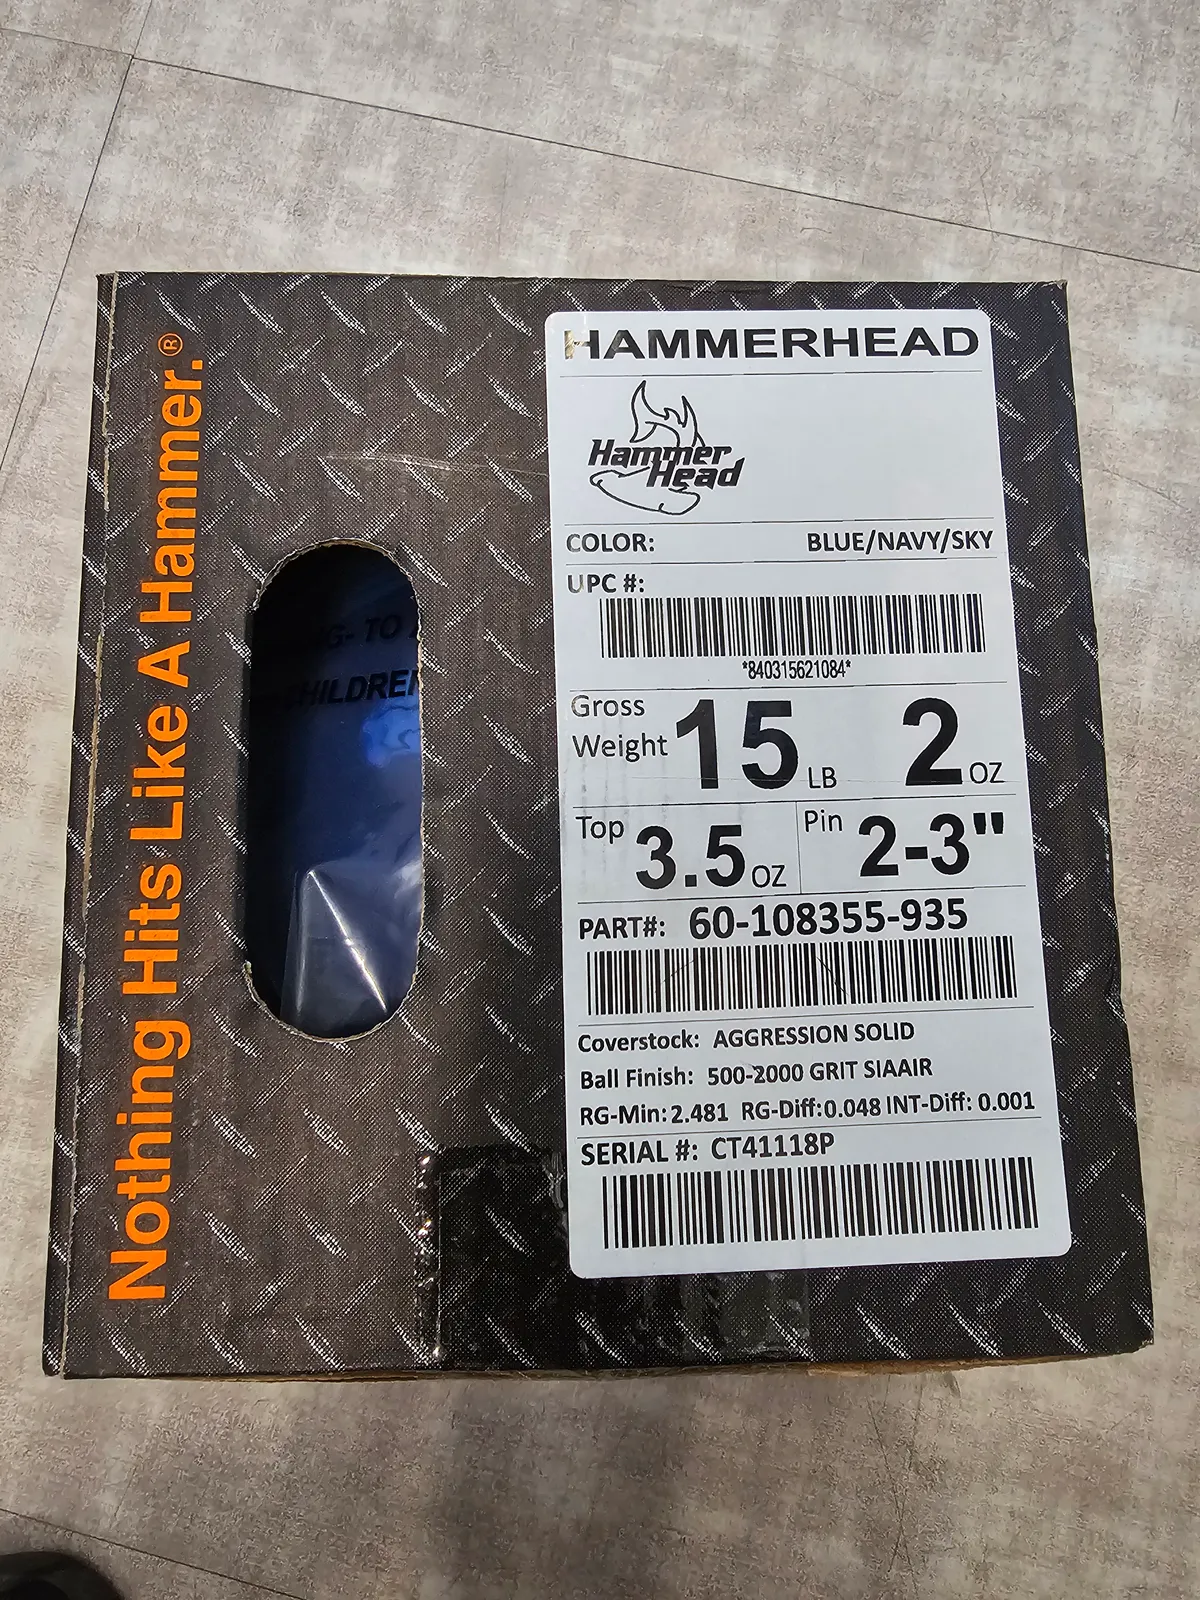 Nothing Hits Like A Hammer.®
G- TO
CHILDREN
HAMMERHEAD
Hammer
Head
COLOR: BLUE/NAVY/SKY
UPC #:
*840315621084*
Gross
Weight 15 LB 2 OZ
Top 3.5 OZ Pin 2-3"
PART#: 60-108355-935
Coverstock: AGGRESSION SOLID
Ball Finish: 500-2000 GRIT SIAAIR
RG-Min: 2.481 RG-Diff:0.048 INT-Diff: 0.001
SERIAL #: CT41118P